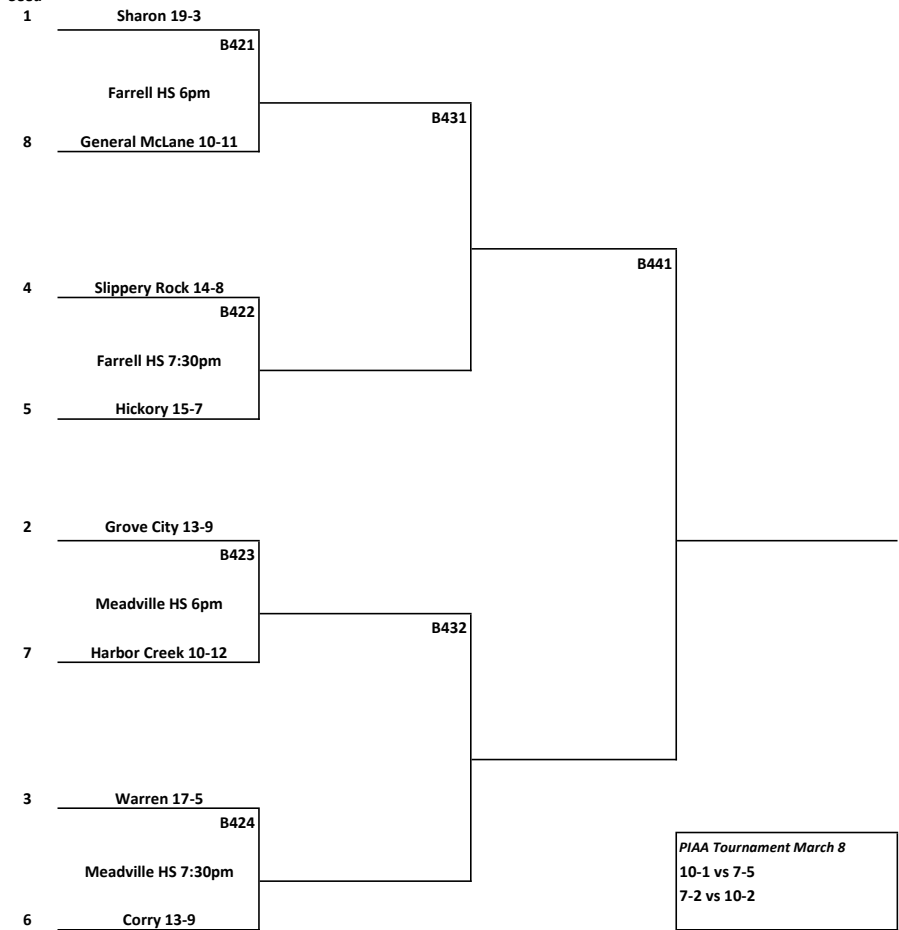 1 Sharon 19-3
B421
Farrell HS 6pm
B431
8 General McLane 10-11
B441
4 Slippery Rock 14-8
B422
Farrell HS 7:30pm
5 Hickory 15-7
2 Grove City 13-9
B423
Meadville HS 6pm
B432
7 Harbor Creek 10-12
3 Warren 17-5
B424
PIAA Tournament March 8
Meadville HS 7:30pm 10-1 vs 7-5
7-2 vs 10-2
6 Corry 13-9